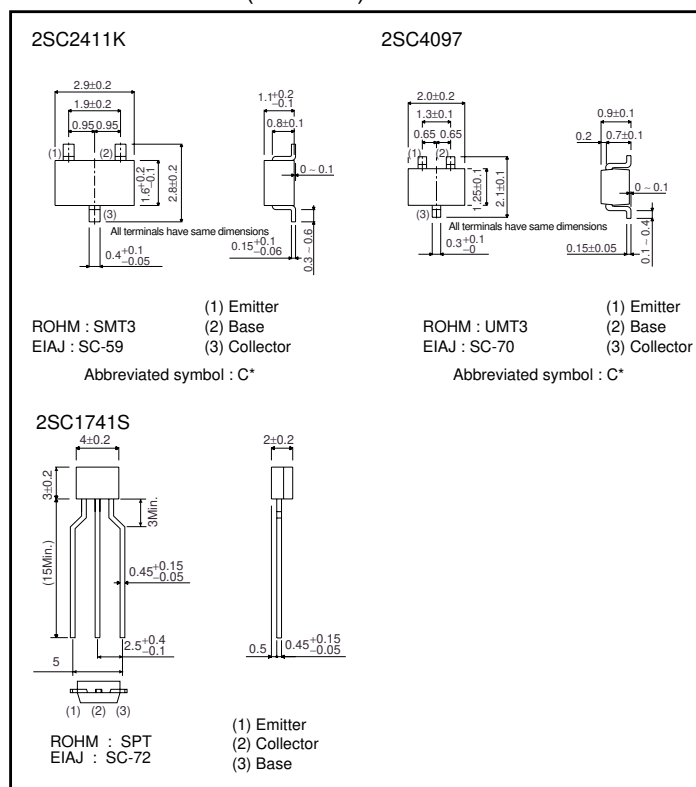 2SC2411K
2.9±0.2
1.9±0.2
0.95 0.95
(1) (2)
(3)
1.6+0.2 −0.1
2.8±0.2
All terminals have same dimensions
0.4+0.1 −0.05
1.1+0.2 −0.1
0.8±0.1
0 ~ 0.1
0.15+0.1 −0.06
0.3 ~ 0.6
ROHM : SMT3
EIAJ : SC-59
(1) Emitter
(2) Base
(3) Collector
Abbreviated symbol : C*
2SC4097
2.0±0.2
1.3±0.1
0.65 0.65
(1) (2)
(3)
1.25±0.1
2.1±0.1
All terminals have same dimensions
0.3+0.1 −0
0.9±0.1
0.2 0.7±0.1
0 ~ 0.1
0.15±0.05
0.1 ~ 0.4
ROHM : UMT3
EIAJ : SC-70
(1) Emitter
(2) Base
(3) Collector
Abbreviated symbol : C*
2SC1741S
4±0.2
3±0.2
(15Min.)
3Min.
0.45+0.15 −0.05
2.5+0.4 −0.1
5
(1) (2) (3)
2±0.2
0.5 0.45+0.15 −0.05
ROHM : SPT
EIAJ : SC-72
(1) Emitter
(2) Collector
(3) Base